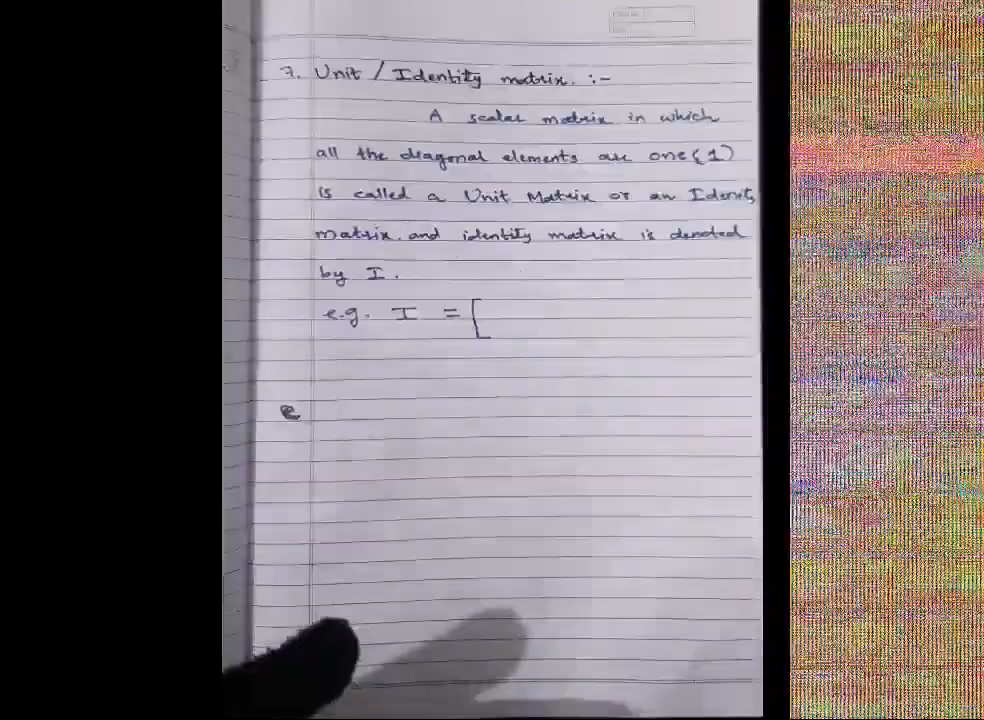 7. Unit / Identity matrix. :-
A scalar matrix in which
all the diagonal elements are one {1)
is called a Unit Matrix or an Idenity
matrix. and identity matrix is denoted
by I.
e.g. I = [
e